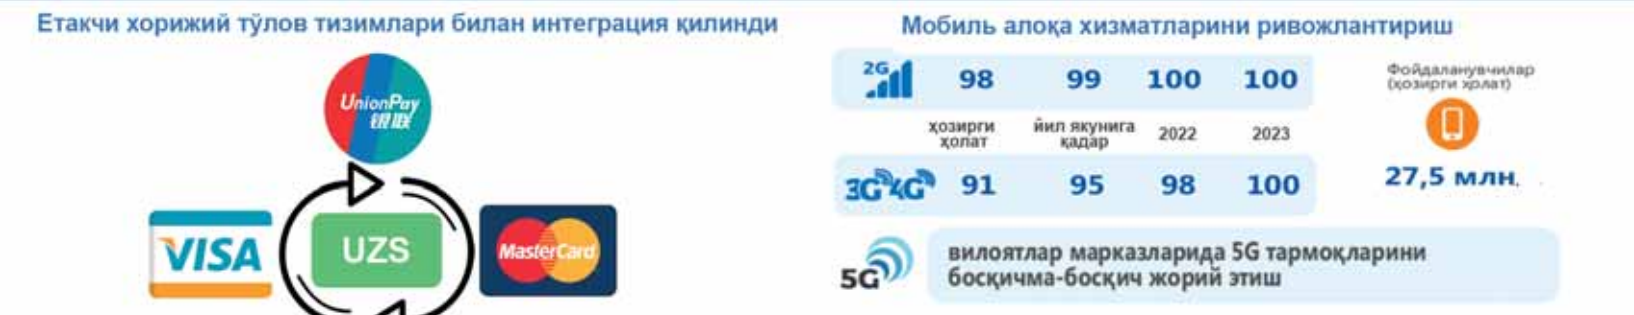 Етакчи хорижий тўлов тизимлари билан интеграция қилинди
UnionPay
银联
VISA
UZS
MasterCard
Мобиль алоқа хизматларини ривожлантириш
2G 98 99 100 100
ҳозирги ҳолат
йил якунига қадар
2022
2023
3G 4G 91 95 98 100
Фойдаланувчилар
(ҳозирги ҳолат)
27,5 млн.
5G
вилоятлар марказларида 5G тармоқларини
босқичма-босқич жорий этиш